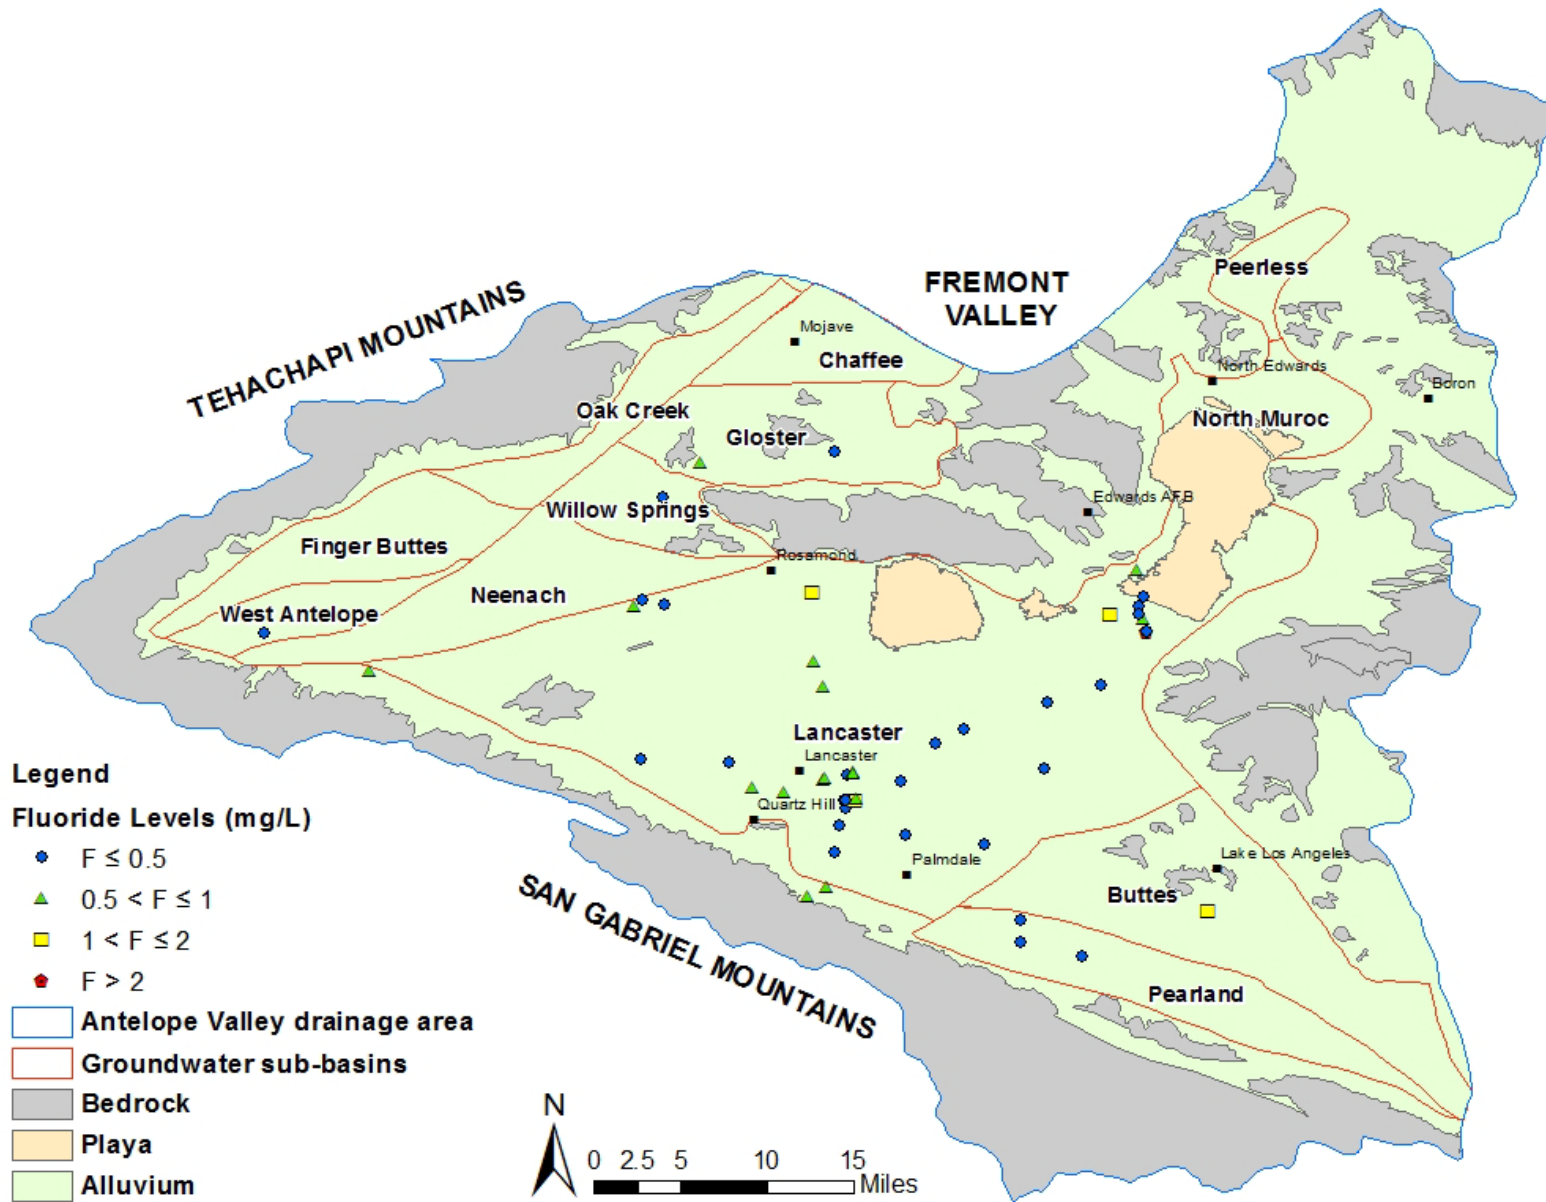 TEHACHAPI MOUNTAINS
FREMONT
VALLEY
Peerless
Mojave
Chaffee
North Edwards
Boron
Oak Creek
North Muroc
Gloster
Edwards AFB
Willow Springs
Finger Buttes
Rosamond
Neenach
West Antelope
Lancaster
Lancaster
Quartz Hill
Palmdale
Lake Los Angeles
Buttes
SAN GABRIEL MOUNTAINS
Pearland
Legend
Fluoride Levels (mg/L)
F ≤ 0.5
0.5 < F ≤ 1
1 < F ≤ 2
F > 2
Antelope Valley drainage area
Groundwater sub-basins
Bedrock
Playa
Alluvium
N
0 2.5 5 10 15
Miles